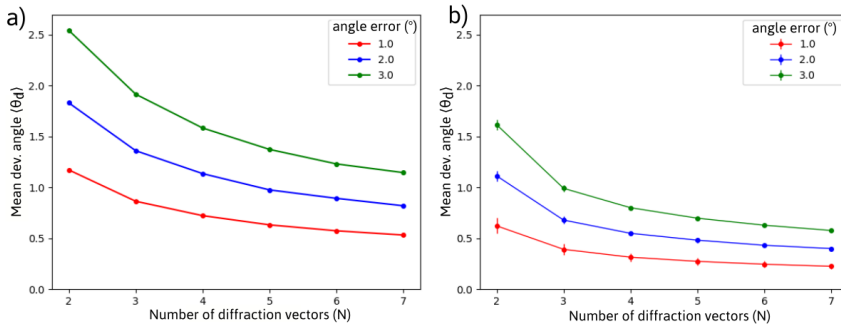 a)
angle error (°)
1.0
2.0
3.0
2.5
2.0
1.5
1.0
0.5
0.0
Mean dev. angle ⟨θd⟩
2 3 4 5 6 7
Number of diffraction vectors (N)
b)
angle error (°)
1.0
2.0
3.0
2.5
2.0
1.5
1.0
0.5
0.0
Mean dev. angle ⟨θd⟩
2 3 4 5 6 7
Number of diffraction vectors (N)